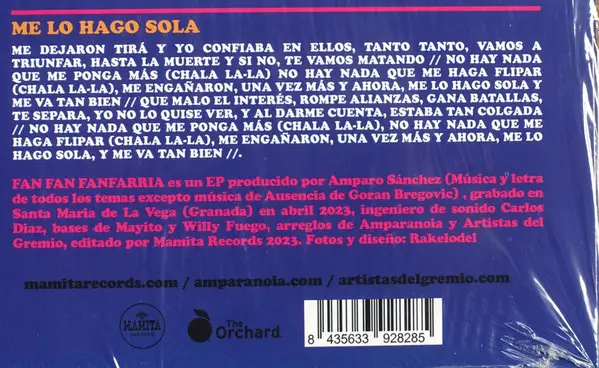 ME LO HAGO SOLA
ME DEJARON TIRÁ Y YO CONFIABA EN ELLOS, TANTO TANTO, VAMOS A
TRIUNFAR, HASTA LA MUERTE Y SI NO, TE VAMOS MATANDO // NO HAY NADA
QUE ME PONGA MÁS (CHALA LA-LA) NO HAY NADA QUE ME HAGA FLIPAR
(CHALA LA-LA), ME ENGAÑARON, UNA VEZ MÁS Y AHORA, ME LO HAGO SOLA Y
ME VA TAN BIEN // QUE MALO EL INTERÉS, ROMPE ALIANZAS, GANA BATALLAS,
TE SEPARA, YO NO LO QUISE VER, Y AL DARME CUENTA, ESTABA TAN COLGADA
// NO HAY NADA QUE ME PONGA MÁS (CHALA LA-LA), NO HAY NADA QUE ME
HAGA FLIPAR (CHALA LA-LA), ME ENGAÑARON, UNA VEZ MÁS Y AHORA, ME LO
HAGO SOLA, Y ME VA TAN BIEN //.
FAN FAN FANFARRIA es un EP producido por Amparo Sánchez (Música y letra
de todos los temas excepto música de Ausencia de Goran Bregovic) , grabado en
Santa Maria de La Vega (Granada) en abril 2023, ingeniero de sonido Carlos
Díaz, bases de Mayito y Willy Fuego, arreglos de Amparanoia y Artistas del
Gremio, editado por Mamita Records 2023. Fotos y diseño: Rakelodel
mamitarecords.com / amparanoia.com / artistasdelgremio.com
MAMITA
RECORDS
The
Orchard
8 435633 928285